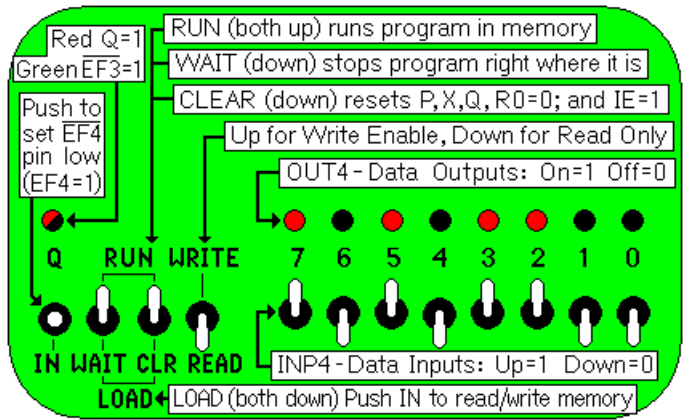 Red Q=1
Green EF3=1
RUN (both up) runs program in memory
WAIT (down) stops program right where it is
CLEAR (down) resets P,X,Q, R0=0; and IE=1
Push to
set EF4
pin low
(EF4=1)
Up for Write Enable, Down for Read Only
OUT4-Data Outputs: On=1 Off=0
Q RUN WRITE 7 6 5 4 3 2 1 0
IN WAIT CLR READ
INP4-Data Inputs: Up=1 Down=0
LOAD
LOAD (both down) Push IN to read/write memory